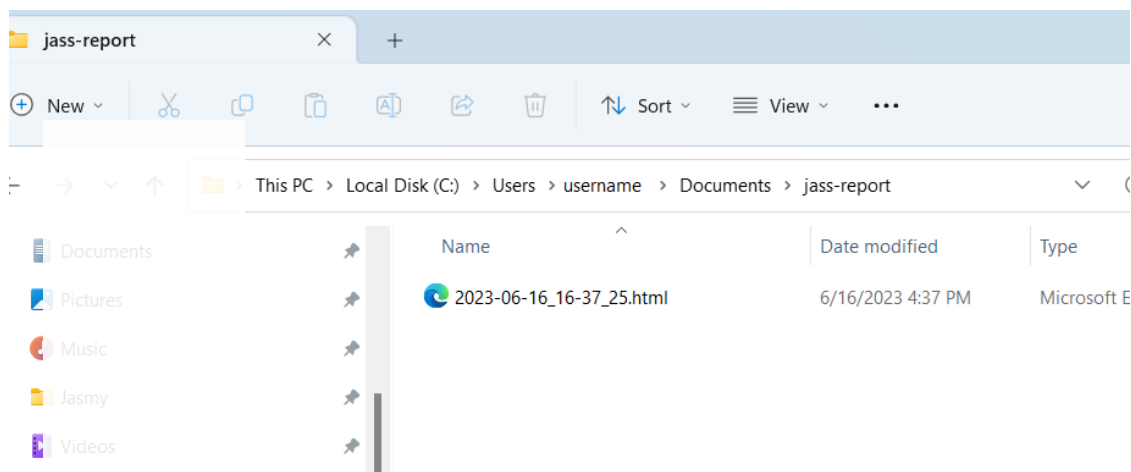 jass-report
New
Sort
View
This PC > Local Disk (C:) > Users > username > Documents > jass-report
Documents
Pictures
Music
Jasmy
Videos
Name Date modified Type
2023-06-16_16-37_25.html 6/16/2023 4:37 PM Microsoft E